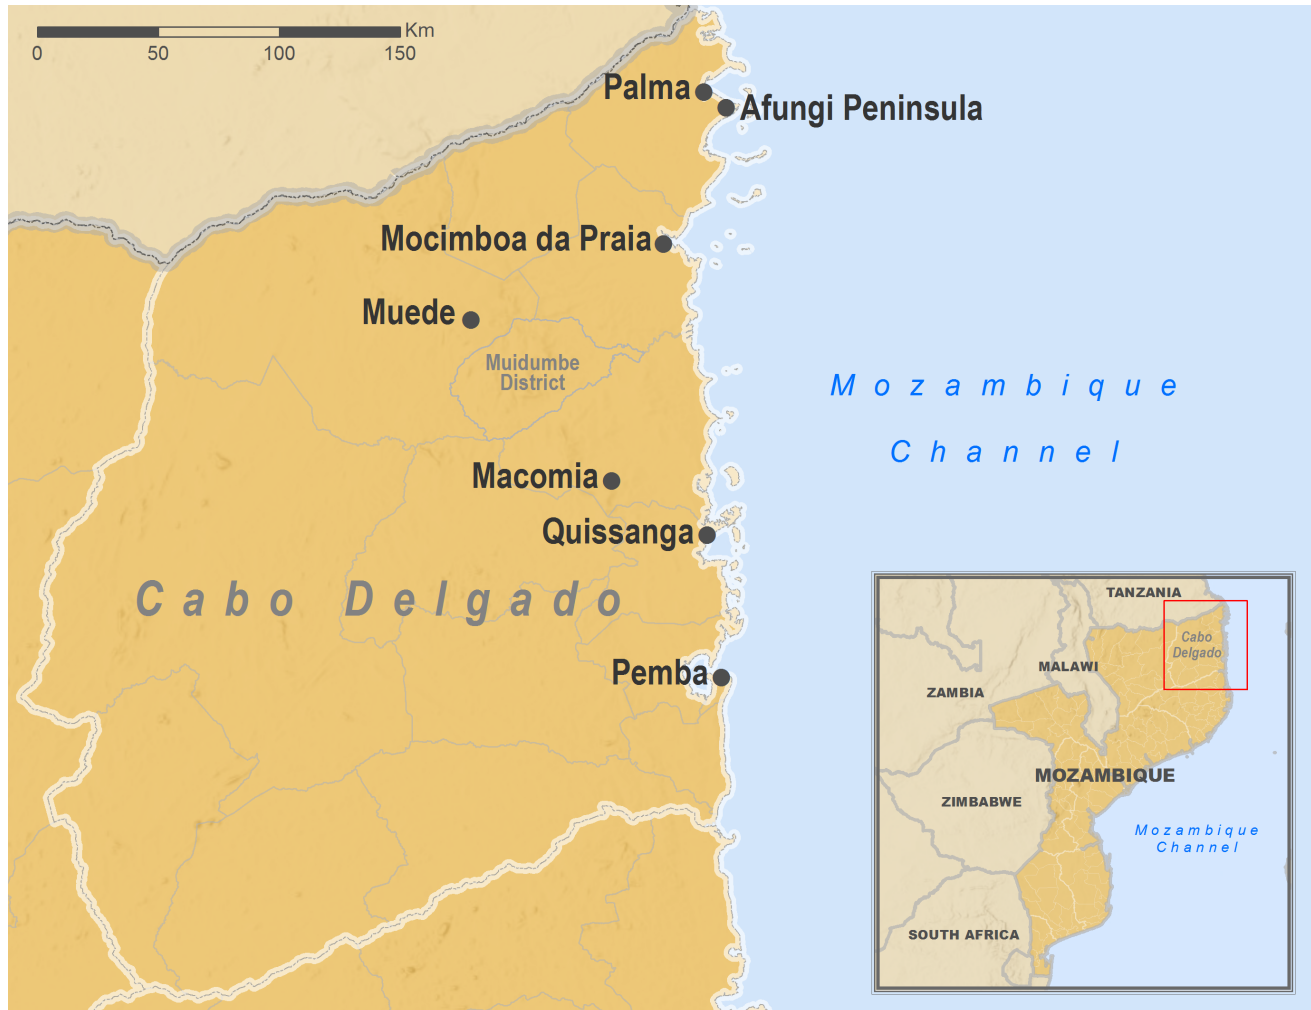 Km
0 50 100 150
Palma
Afungi Peninsula
Mocimboa da Praia
Muede
Muidumbe
District
Mozambique
Channel
Macomia
Quissanga
Cabo Delgado
Pemba
TANZANIA
Cabo
Delgado
MALAWI
ZAMBIA
MOZAMBIQUE
ZIMBABWE
Mozambique
Channel
SOUTH AFRICA